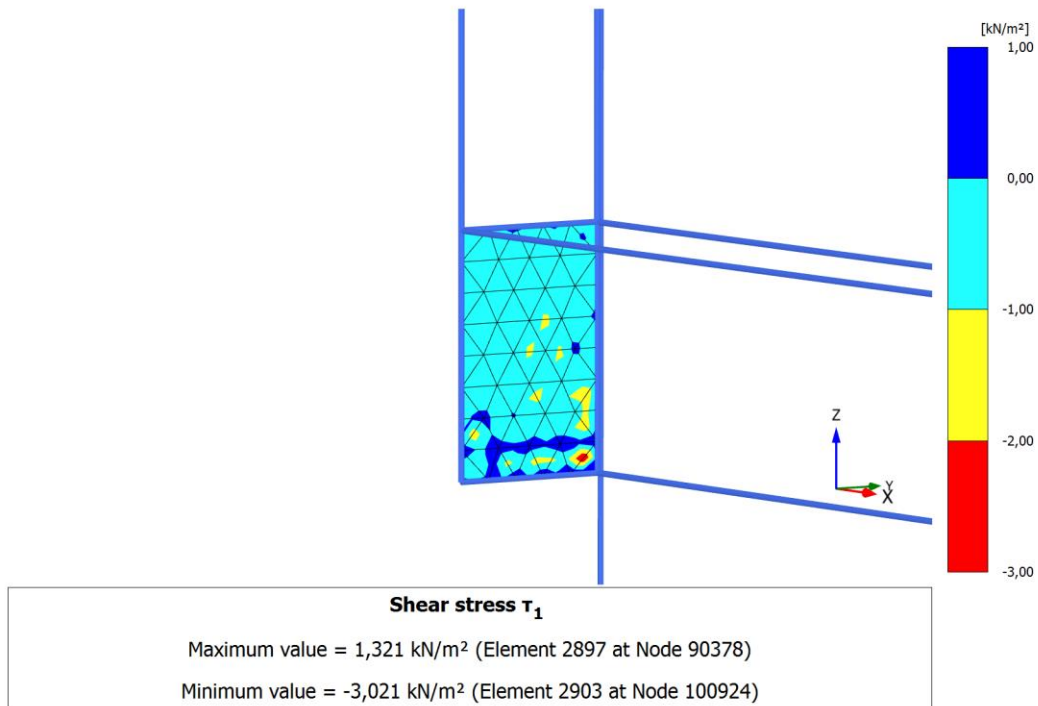 [kN/m²]
1,00
0,00
-1,00
-2,00
-3,00
Z
Y
X
Shear stress τ₁
Maximum value = 1,321 kN/m² (Element 2897 at Node 90378)
Minimum value = -3,021 kN/m² (Element 2903 at Node 100924)